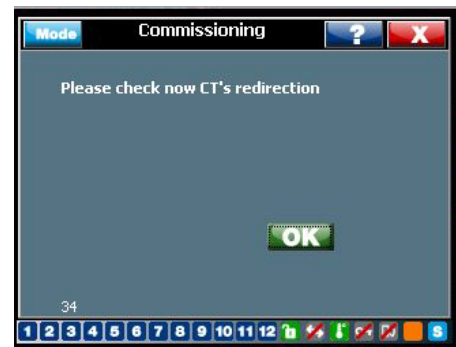 Mode Commissioning ? X
Please check now CT's redirection
OK
34
1 2 3 4 5 6 7 8 9 10 11 12 S